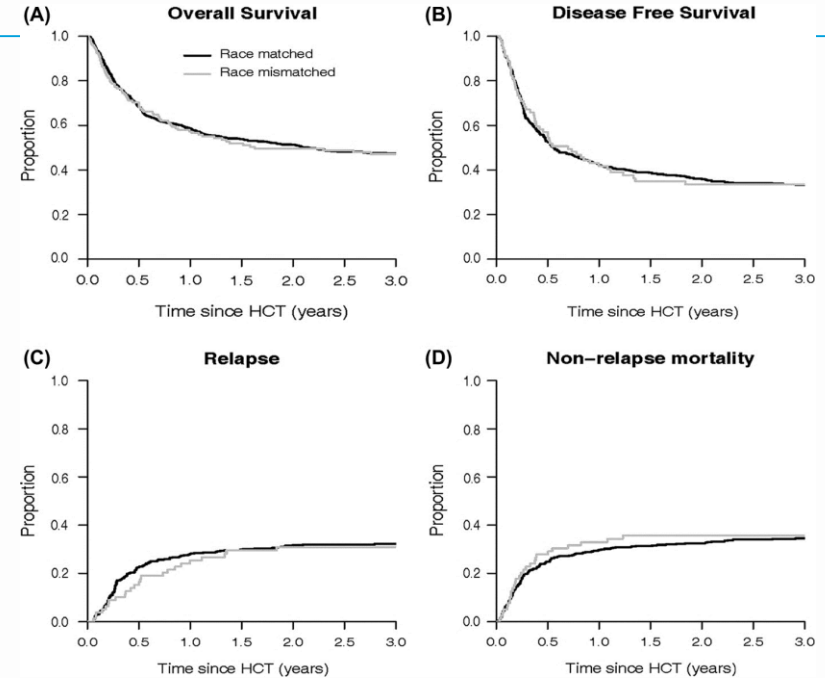 (A) Overall Survival
Race matched
Race mismatched
Proportion
1.0
0.8
0.6
0.4
0.2
0.0
0.0 0.5 1.0 1.5 2.0 2.5 3.0
Time since HCT (years)
(B) Disease Free Survival
Proportion
1.0
0.8
0.6
0.4
0.2
0.0
0.0 0.5 1.0 1.5 2.0 2.5 3.0
Time since HCT (years)
(C) Relapse
Proportion
1.0
0.8
0.6
0.4
0.2
0.0
0.0 0.5 1.0 1.5 2.0 2.5 3.0
Time since HCT (years)
(D) Non-relapse mortality
Proportion
1.0
0.8
0.6
0.4
0.2
0.0
0.0 0.5 1.0 1.5 2.0 2.5 3.0
Time since HCT (years)